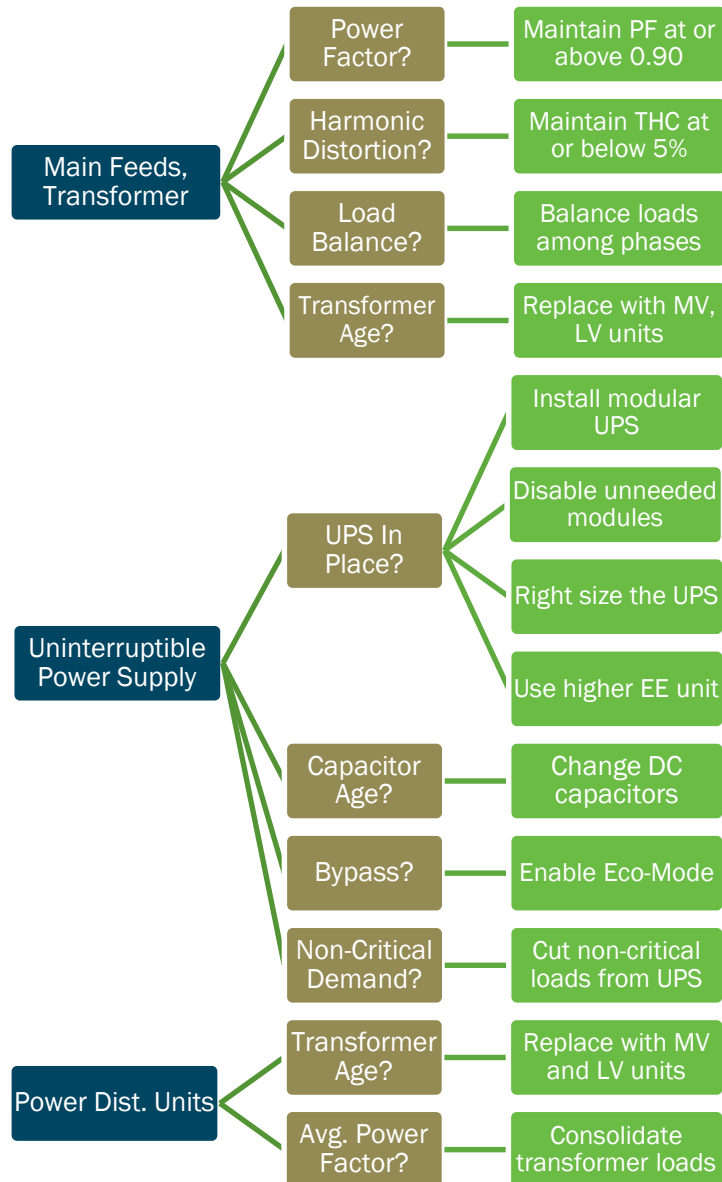 Main Feeds,
Transformer
Power
Factor?
Maintain PF at or
above 0.90
Harmonic
Distortion?
Maintain THC at
or below 5%
Load
Balance?
Balance loads
among phases
Transformer
Age?
Replace with MV,
LV units
Uninterruptible
Power Supply
UPS In
Place?
Install modular
UPS
Disable unneeded
modules
Right size the UPS
Use higher EE unit
Capacitor
Age?
Change DC
capacitors
Bypass?
Enable Eco-Mode
Non-Critical
Demand?
Cut non-critical
loads from UPS
Power Dist. Units
Transformer
Age?
Replace with MV
and LV units
Avg. Power
Factor?
Consolidate
transformer loads